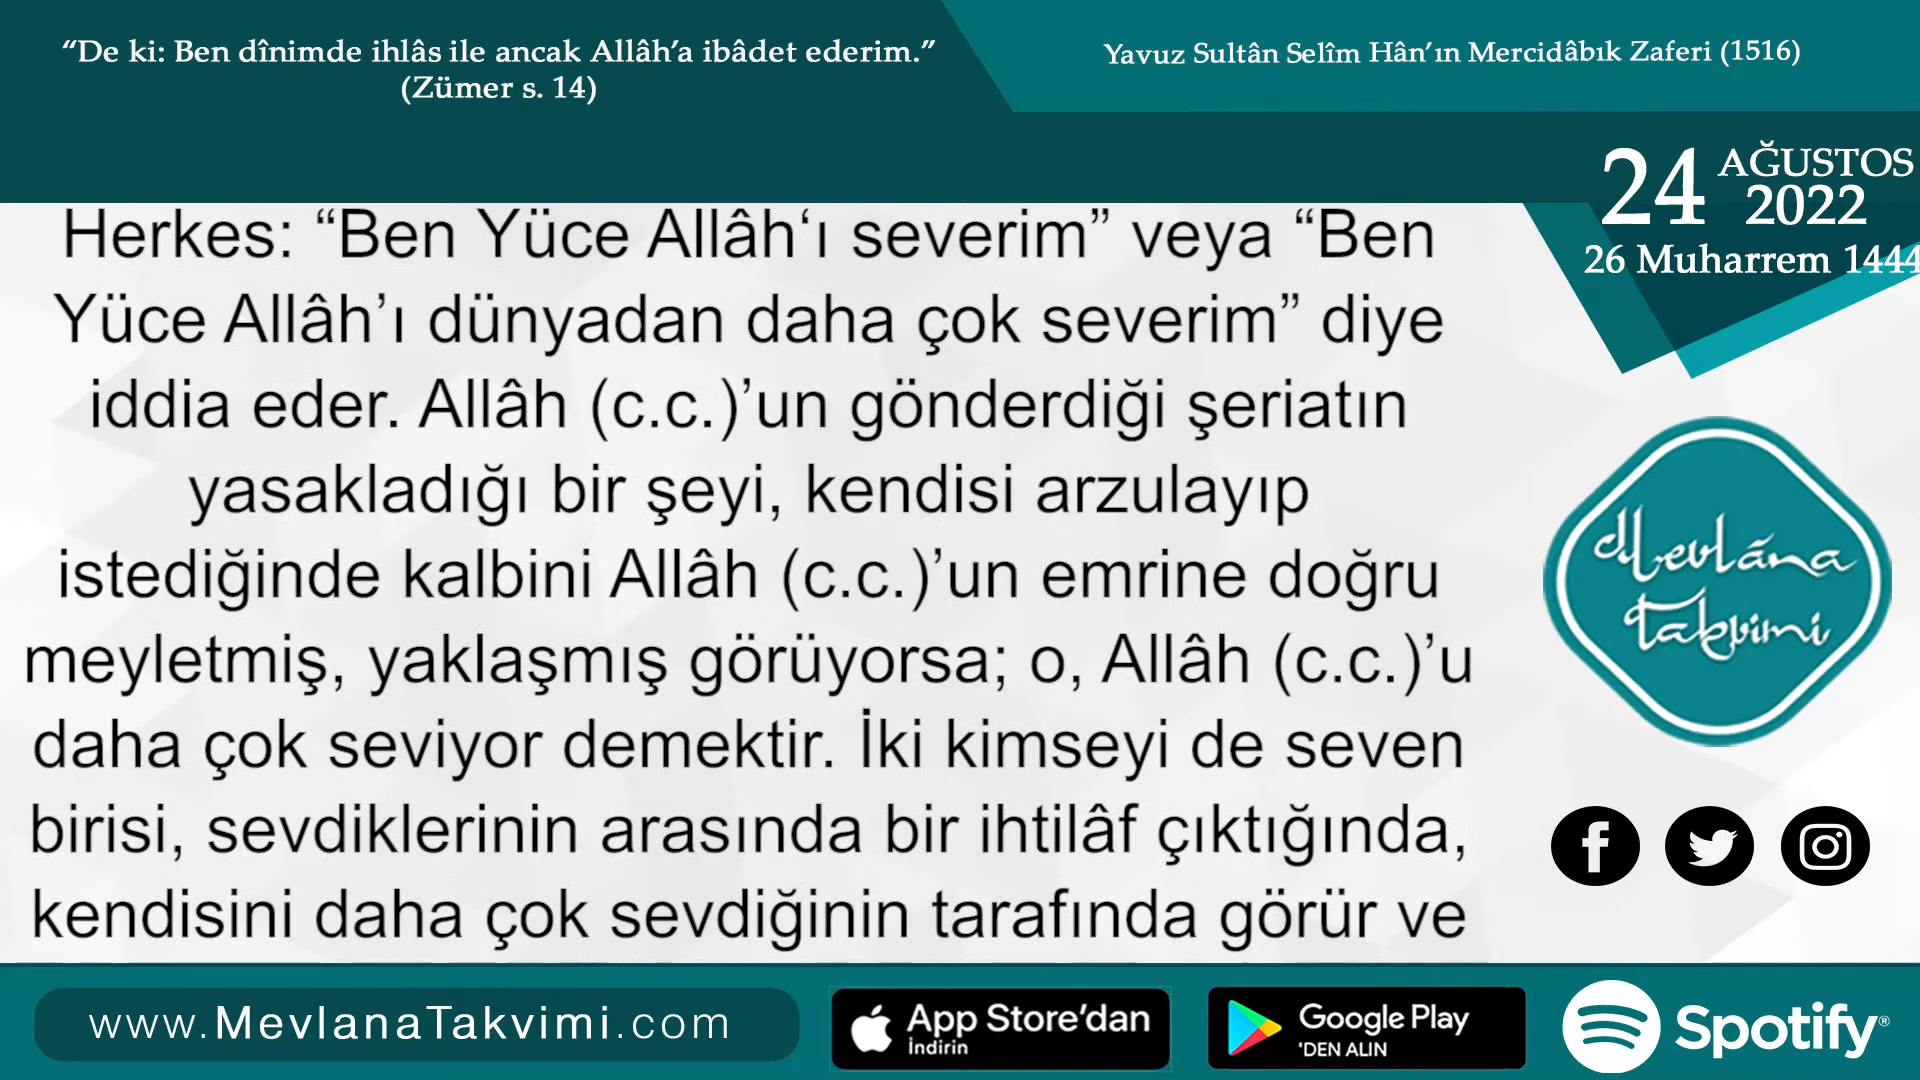 “De ki: Ben dînimde ihlâs ile ancak Allâh’a ibâdet ederim.”
(Zümer s. 14)
Yavuz Sultân Selîm Hân’ın Mercidâbık Zaferi (1516)
24 AĞUSTOS
2022
26 Muharrem 1444
Herkes: “Ben Yüce Allâh‘ı severim” veya “Ben
Yüce Allâh’ı dünyadan daha çok severim” diye
iddia eder. Allâh (c.c.)’un gönderdiği şeriatın
yasakladığı bir şeyi, kendisi arzulayıp
istediğinde kalbini Allâh (c.c.)’un emrine doğru
meyletmiş, yaklaşmış görüyorsa; o, Allâh (c.c.)’u
daha çok seviyor demektir. İki kimseyi de seven
birisi, sevdiklerinin arasında bir ihtilâf çıktığında,
kendisini daha çok sevdiğinin tarafında görür ve
Mevlâna
Takvimi
www.MevlanaTakvimi.com
App Store’dan
İndirin
Google Play
'DEN ALIN
Spotify®